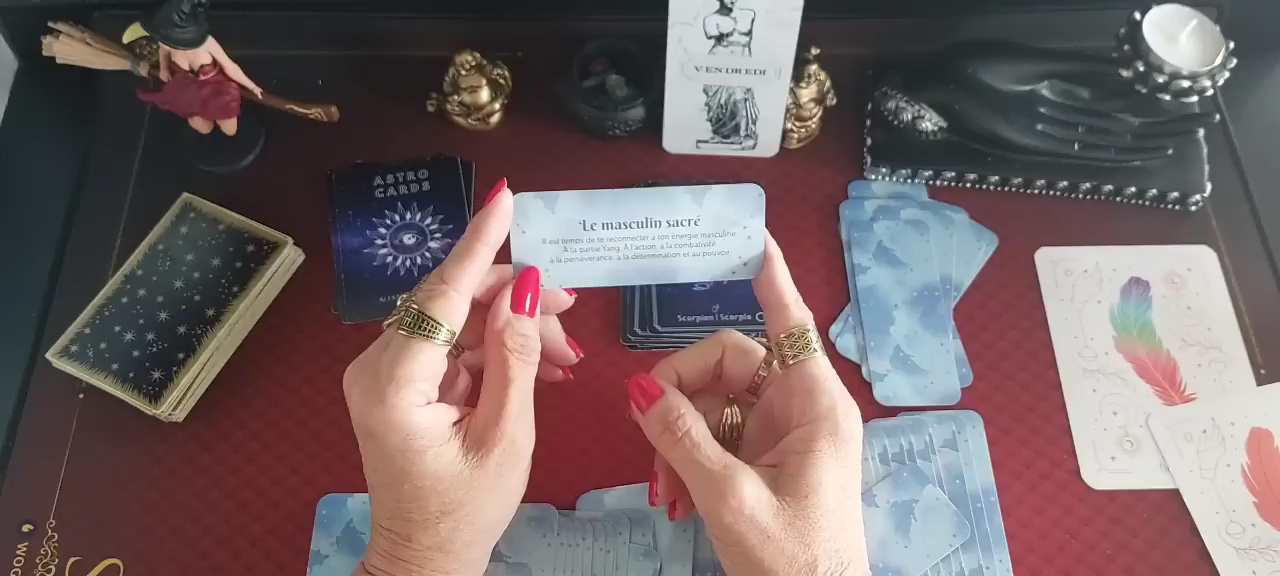 VENDREDI
ASTRO
CARDS
Le masculin sacré
Il est temps de te reconnecter à ton énergie masculine
À ta partie Yang. À l'action, à la combativité
à la persévérance, à la détermination et au pouvoir.
Scorpion | Scorpio